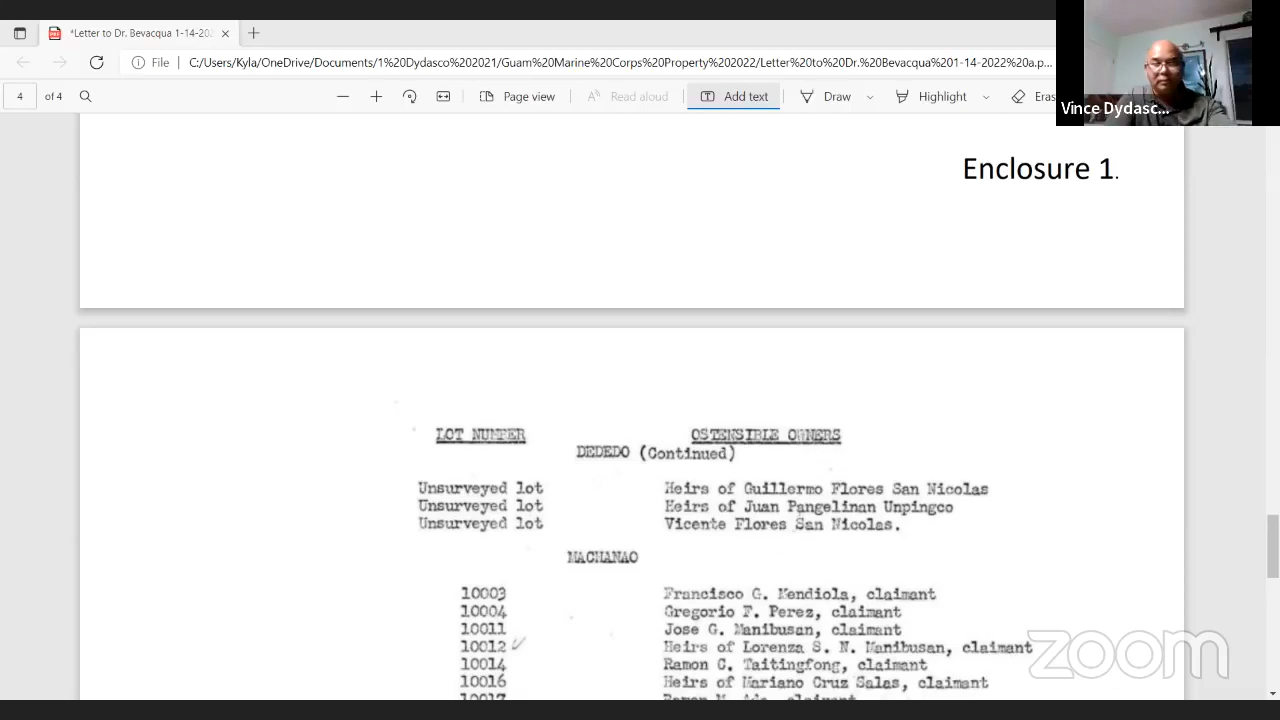 *Letter to Dr. Bevacqua 1-14-202
File
C:/Users/Kyla/OneDrive/Documents/1%20Dydasco%202021/Guam%20Marine%20Corps%20Property%202022/Letter%20to%20Dr.%20Bevacqua%201-14-2022%20a.p...
4 of 4
Page view
Read aloud
Add text
Draw
Highlight
Eras
Vince Dydasc...
Enclosure 1.
LOT NUMBER OSTENSIBLE OWNERS
DEDEDO (Continued)
Unsurveyed lot Heirs of Guillermo Flores San Nicolas
Unsurveyed lot Heirs of Juan Pangelinan Unpingco
Unsurveyed lot Vicente Flores San Nicolas.
MACHANAO
10003 Francisco G. Mendiola, claimant
10004 Gregorio F. Perez, claimant
10011 Jose G. Manibusan, claimant
10012 Heirs of Lorenza S. N. Manibusan, claimant
10014 Ramon C. Taitingfong, claimant
10016 Heirs of Mariano Cruz Salas, claimant
zoom